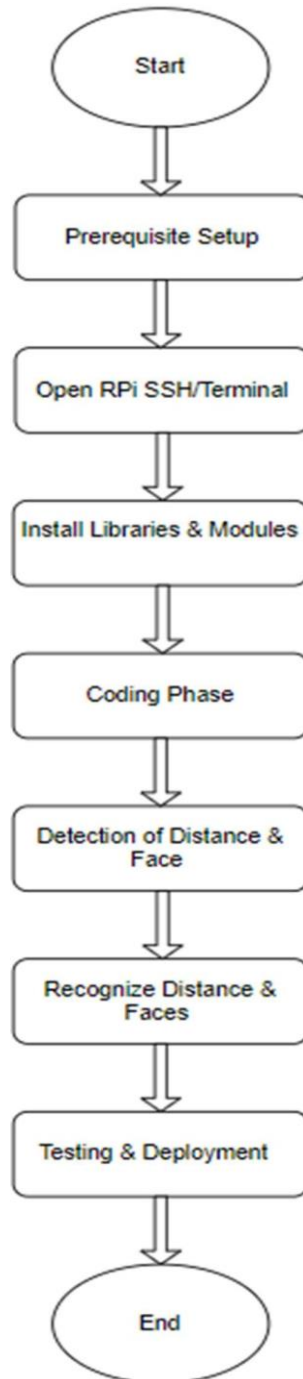 Start
Prerequisite Setup
Open RPi SSH/Terminal
Install Libraries & Modules
Coding Phase
Detection of Distance &
Face
Recognize Distance &
Faces
Testing & Deployment
End